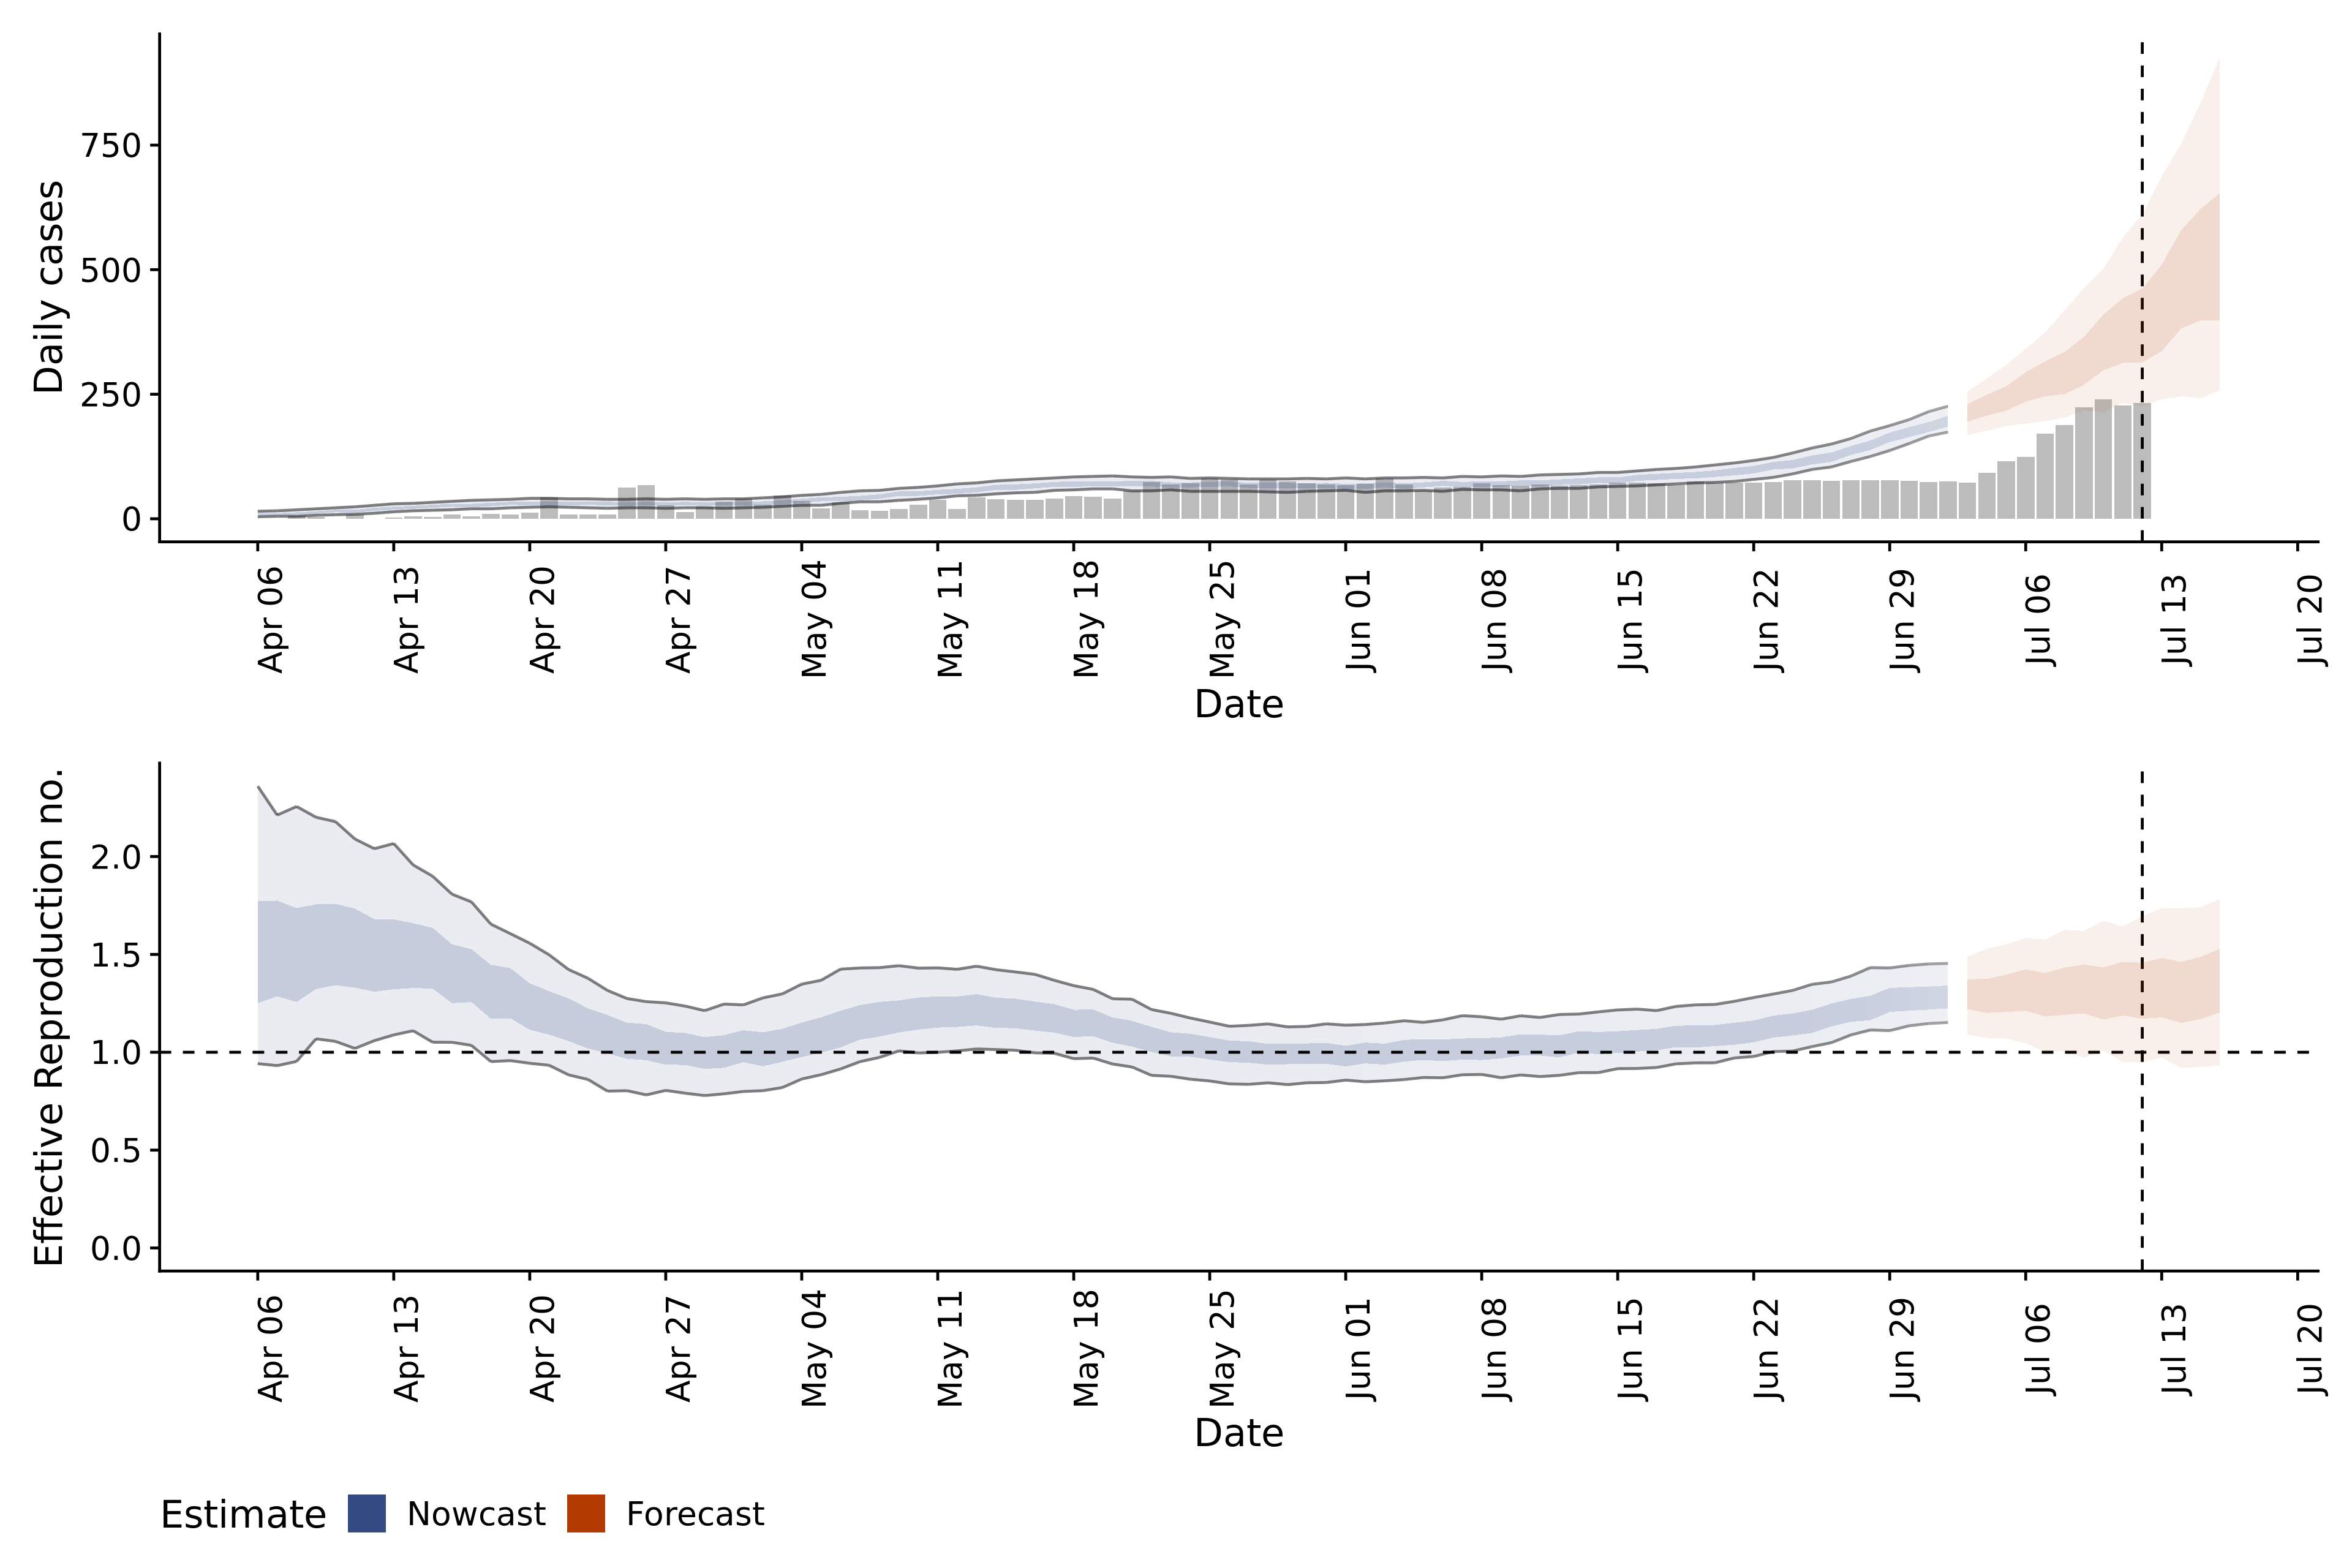 Daily cases
750
500
250
0
Apr 06
Apr 13
Apr 20
Apr 27
May 04
May 11
May 18
May 25
Jun 01
Jun 08
Jun 15
Jun 22
Jun 29
Jul 06
Jul 13
Jul 20
Date
Effective Reproduction no.
2.0
1.5
1.0
0.5
0.0
Apr 06
Apr 13
Apr 20
Apr 27
May 04
May 11
May 18
May 25
Jun 01
Jun 08
Jun 15
Jun 22
Jun 29
Jul 06
Jul 13
Jul 20
Date
Estimate Nowcast Forecast